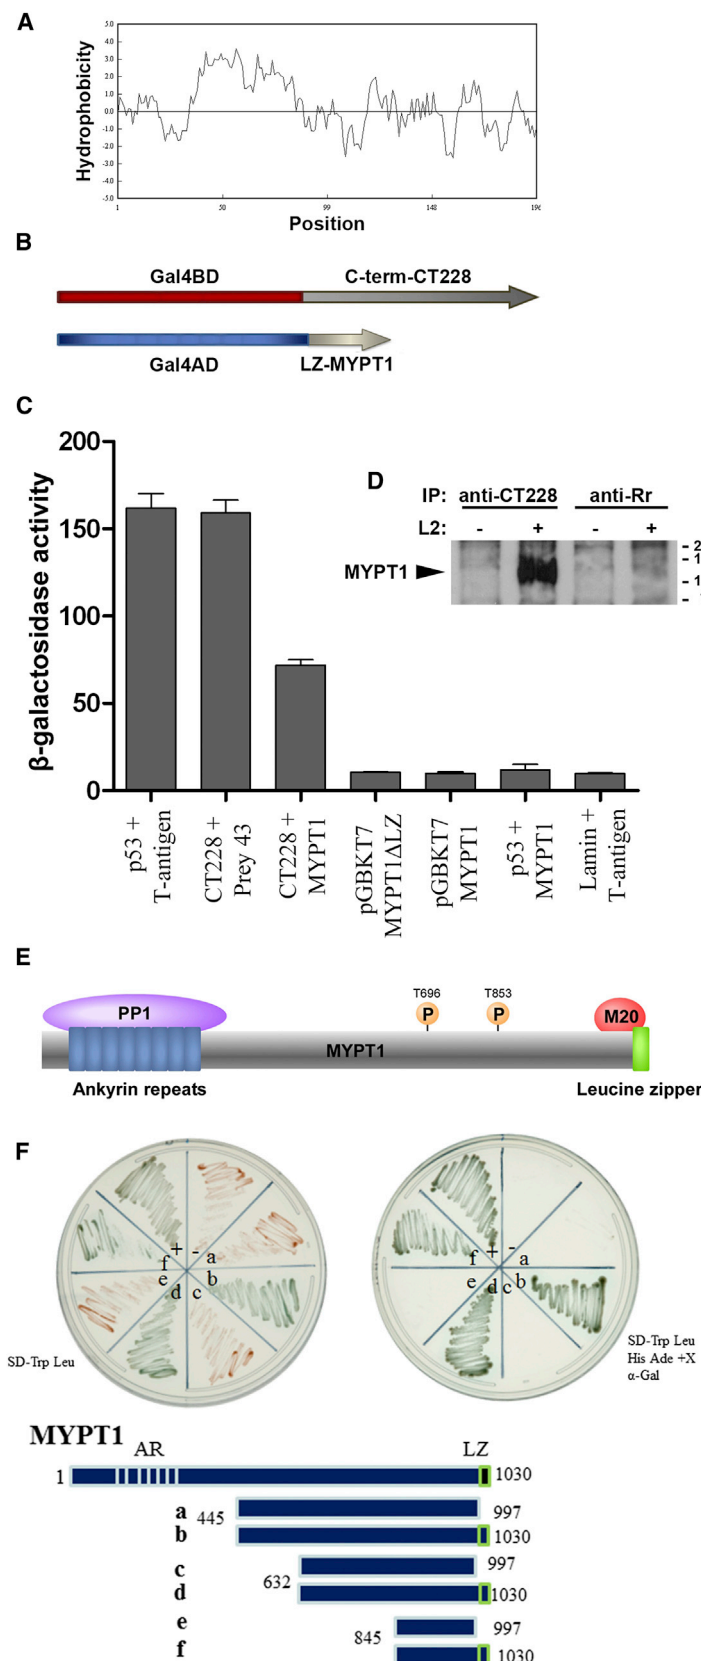 A
Hydrophobicity
5.0
4.0
3.0
2.0
1.0
0.0
-1.0
-2.0
-3.0
-4.0
-5.0
1
50
99
148
196
Position
B
Gal4BD
C-term-CT228
Gal4AD
LZ-MYPT1
C
β-galactosidase activity
200
150
100
50
0
p53 +
T-antigen
CT228 +
Prey 43
CT228 +
MYPT1
pGBKT7
MYPT1ΔLZ
pGBKT7
MYPT1
p53 +
MYPT1
Lamin +
T-antigen
D
IP: anti-CT228 anti-Rr
L2: - + - +
MYPT1
- 2
- 1
- 1
-
E
PP1
T696
P
T853
P
M20
MYPT1
Ankyrin repeats
Leucine zipper
F
+ - a b c d e f
SD-Trp Leu
+ - a b c d e f
SD-Trp Leu
His Ade +X
α-Gal
MYPT1
AR
LZ
1
1030
a
445
997
b
1030
c
997
632
d
1030
e
997
845
f
1030